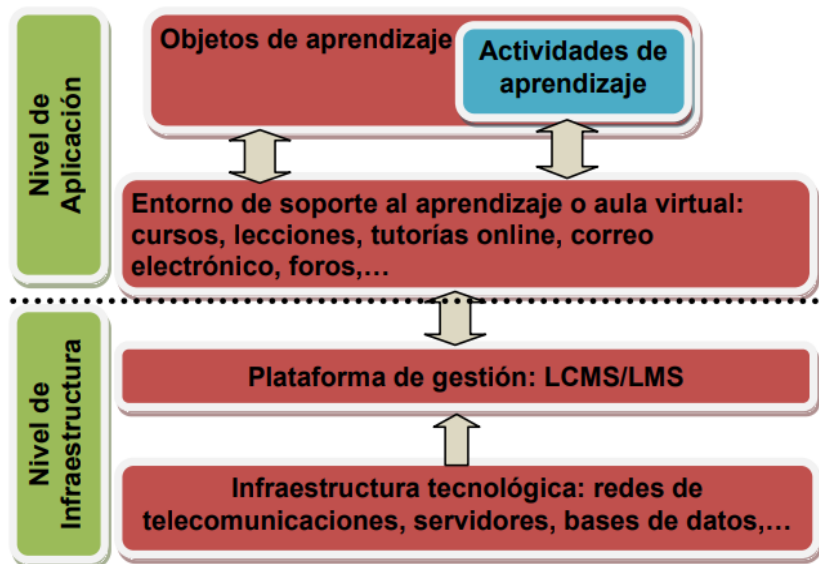 Nivel de
Aplicación
Objetos de aprendizaje
Actividades de
aprendizaje
Entorno de soporte al aprendizaje o aula virtual:
cursos, lecciones, tutorías online, correo
electrónico, foros,…
Nivel de
Infraestructura
Plataforma de gestión: LCMS/LMS
Infraestructura tecnológica: redes de
telecomunicaciones, servidores, bases de datos,…